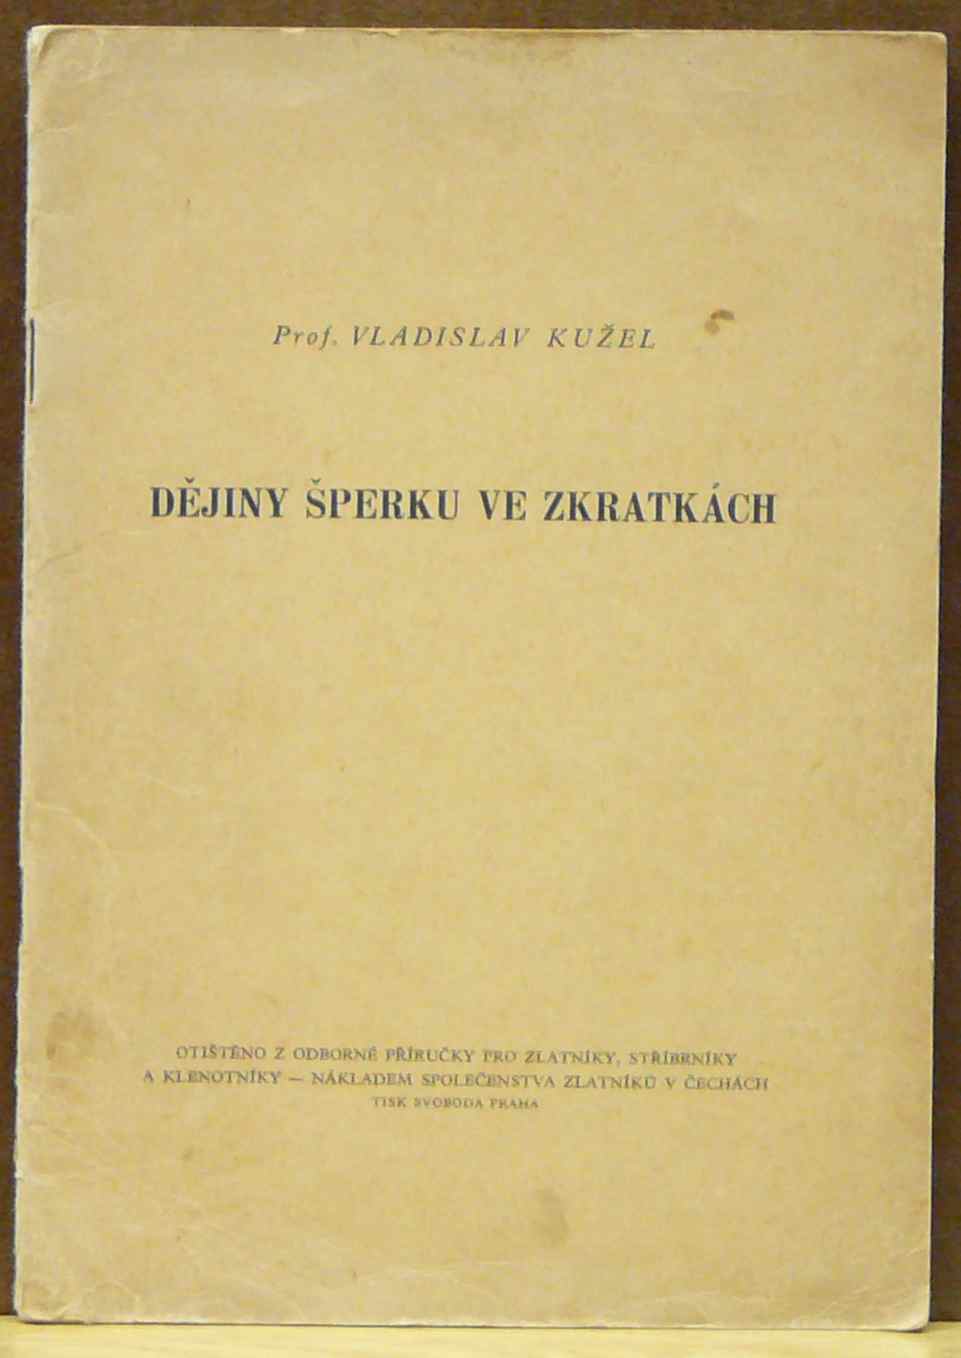 Prof. VLADISLAV KUŽEL
DĚJINY ŠPERKU VE ZKRATKÁCH
OTIŠTĚNO Z ODBORNÉ PŘÍRUČKY PRO ZLATNÍKY, STŘÍBRNÍKY
A KLENOTNÍKY — NÁKLADEM SPOLEČENSTVA ZLATNÍKŮ V ČECHÁCH
TISK SVOBODA PRAHA